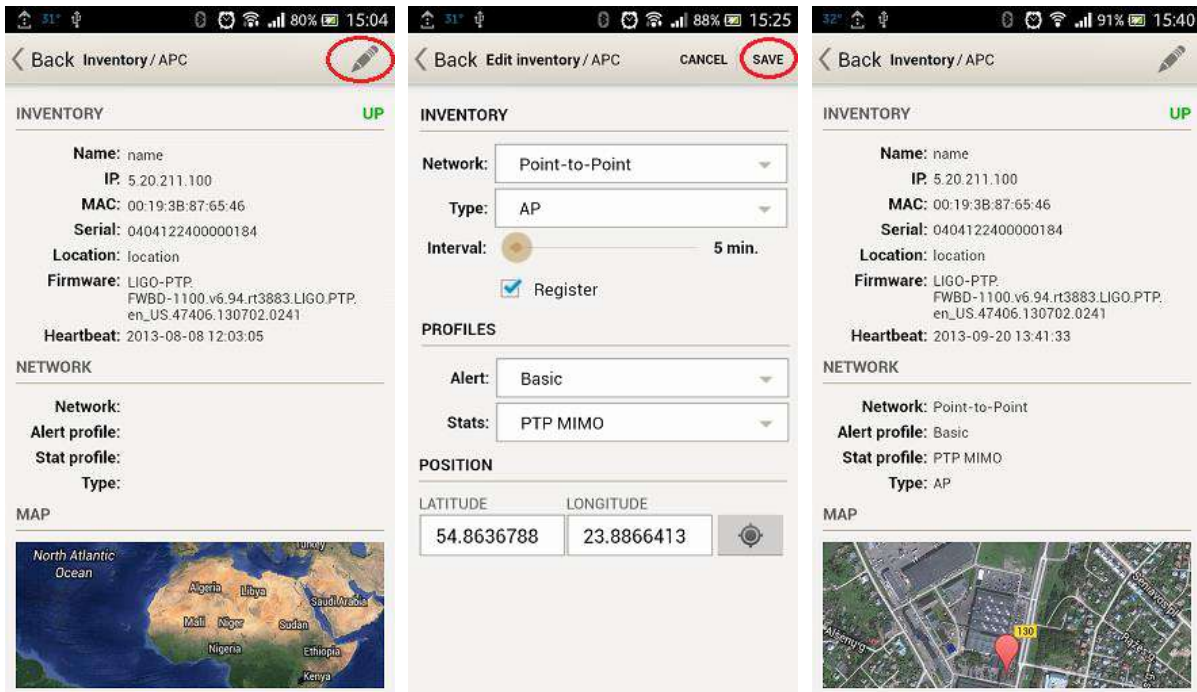 31° 80% 15:04
Back Inventory/APC
INVENTORY UP
Name: name
IP: 5.20.211.100
MAC: 00:19:3B:87:65:46
Serial: 0404122400000184
Location: location
Firmware: LIGO-PTP.
FWBD-1100.v6.94.rt3883.LIGO.PTP.
en_US.47406.130702.0241
Heartbeat: 2013-08-08 12:03:05
NETWORK
Network:
Alert profile:
Stat profile:
Type:
MAP
North Atlantic
Ocean
Turkey
Algeria Libya
Saudi Arabia
Mali Niger Sudan
Nigeria Ethiopia
Kenya
31° 88% 15:25
Back Edit inventory/APC CANCEL SAVE
INVENTORY
Network: Point-to-Point
Type: AP
Interval: 5 min.
Register
PROFILES
Alert: Basic
Stats: PTP MIMO
POSITION
LATITUDE LONGITUDE
54.8636788 23.8866413
32° 91% 15:40
Back Inventory/APC
INVENTORY UP
Name: name
IP: 5.20.211.100
MAC: 00:19:3B:87:65:46
Serial: 0404122400000184
Location: location
Firmware: LIGO-PTP.
FWBD-1100.v6.94.rt3883.LIGO.PTP.
en_US.47406.130702.0241
Heartbeat: 2013-09-20 13:41:33
NETWORK
Network: Point-to-Point
Alert profile: Basic
Stat profile: PTP MIMO
Type: AP
MAP
130